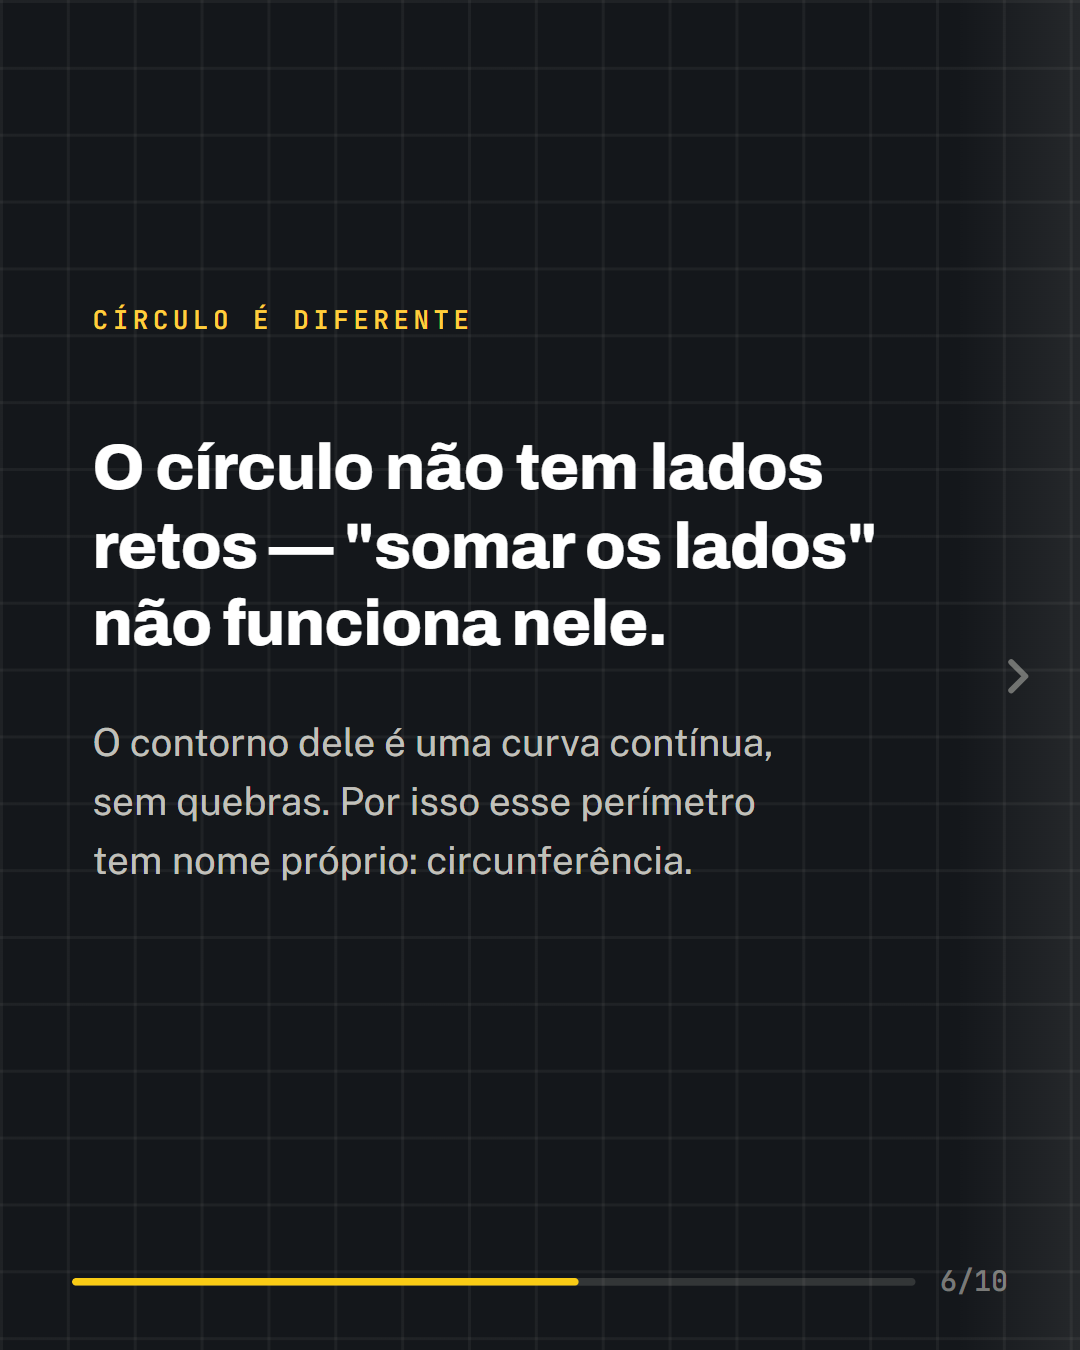 CÍRCULO É DIFERENTE
O círculo não tem lados
retos — "somar os lados"
não funciona nele.
O contorno dele é uma curva contínua,
sem quebras. Por isso esse perímetro
tem nome próprio: circunferência.
6/10